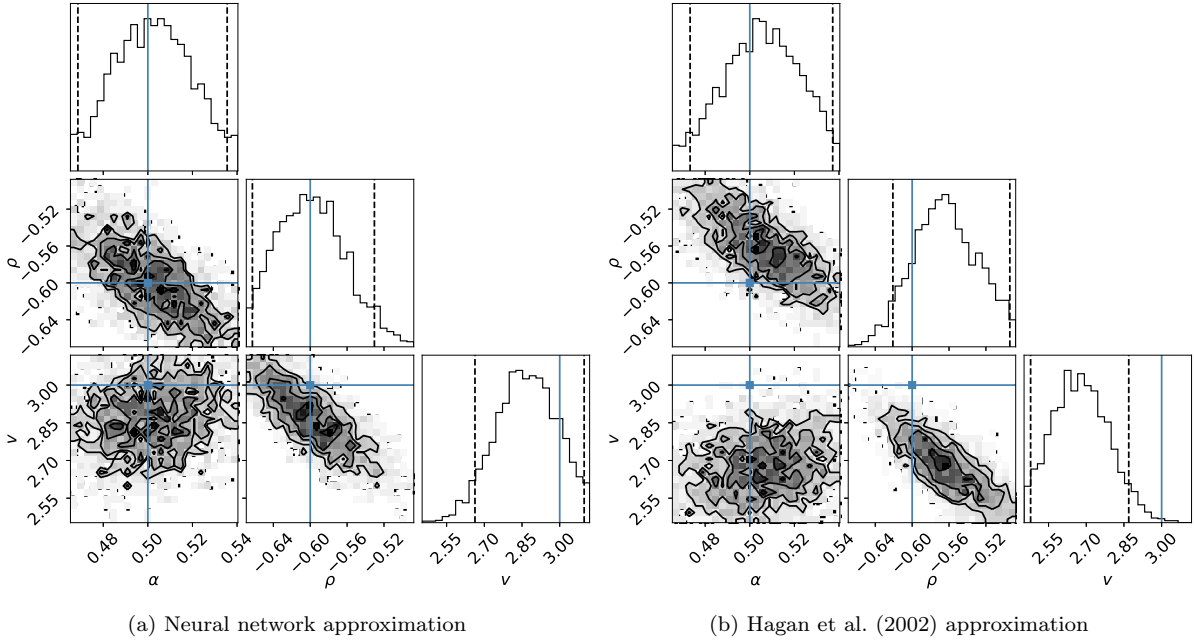 −0.52
−0.56
−0.60
−0.64
ρ
−0.52
−0.56
−0.60
−0.64
ρ
3.00
2.85
2.70
2.55
v
3.00
2.85
2.70
2.55
v
0.48 0.50 0.52 0.54 −0.64 −0.60 −0.56 −0.52 2.55 2.70 2.85 3.00
α ρ v
0.48 0.50 0.52 0.54 −0.64 −0.60 −0.56 −0.52 2.55 2.70 2.85 3.00
α ρ v
(a) Neural network approximation
(b) Hagan et al. (2002) approximation